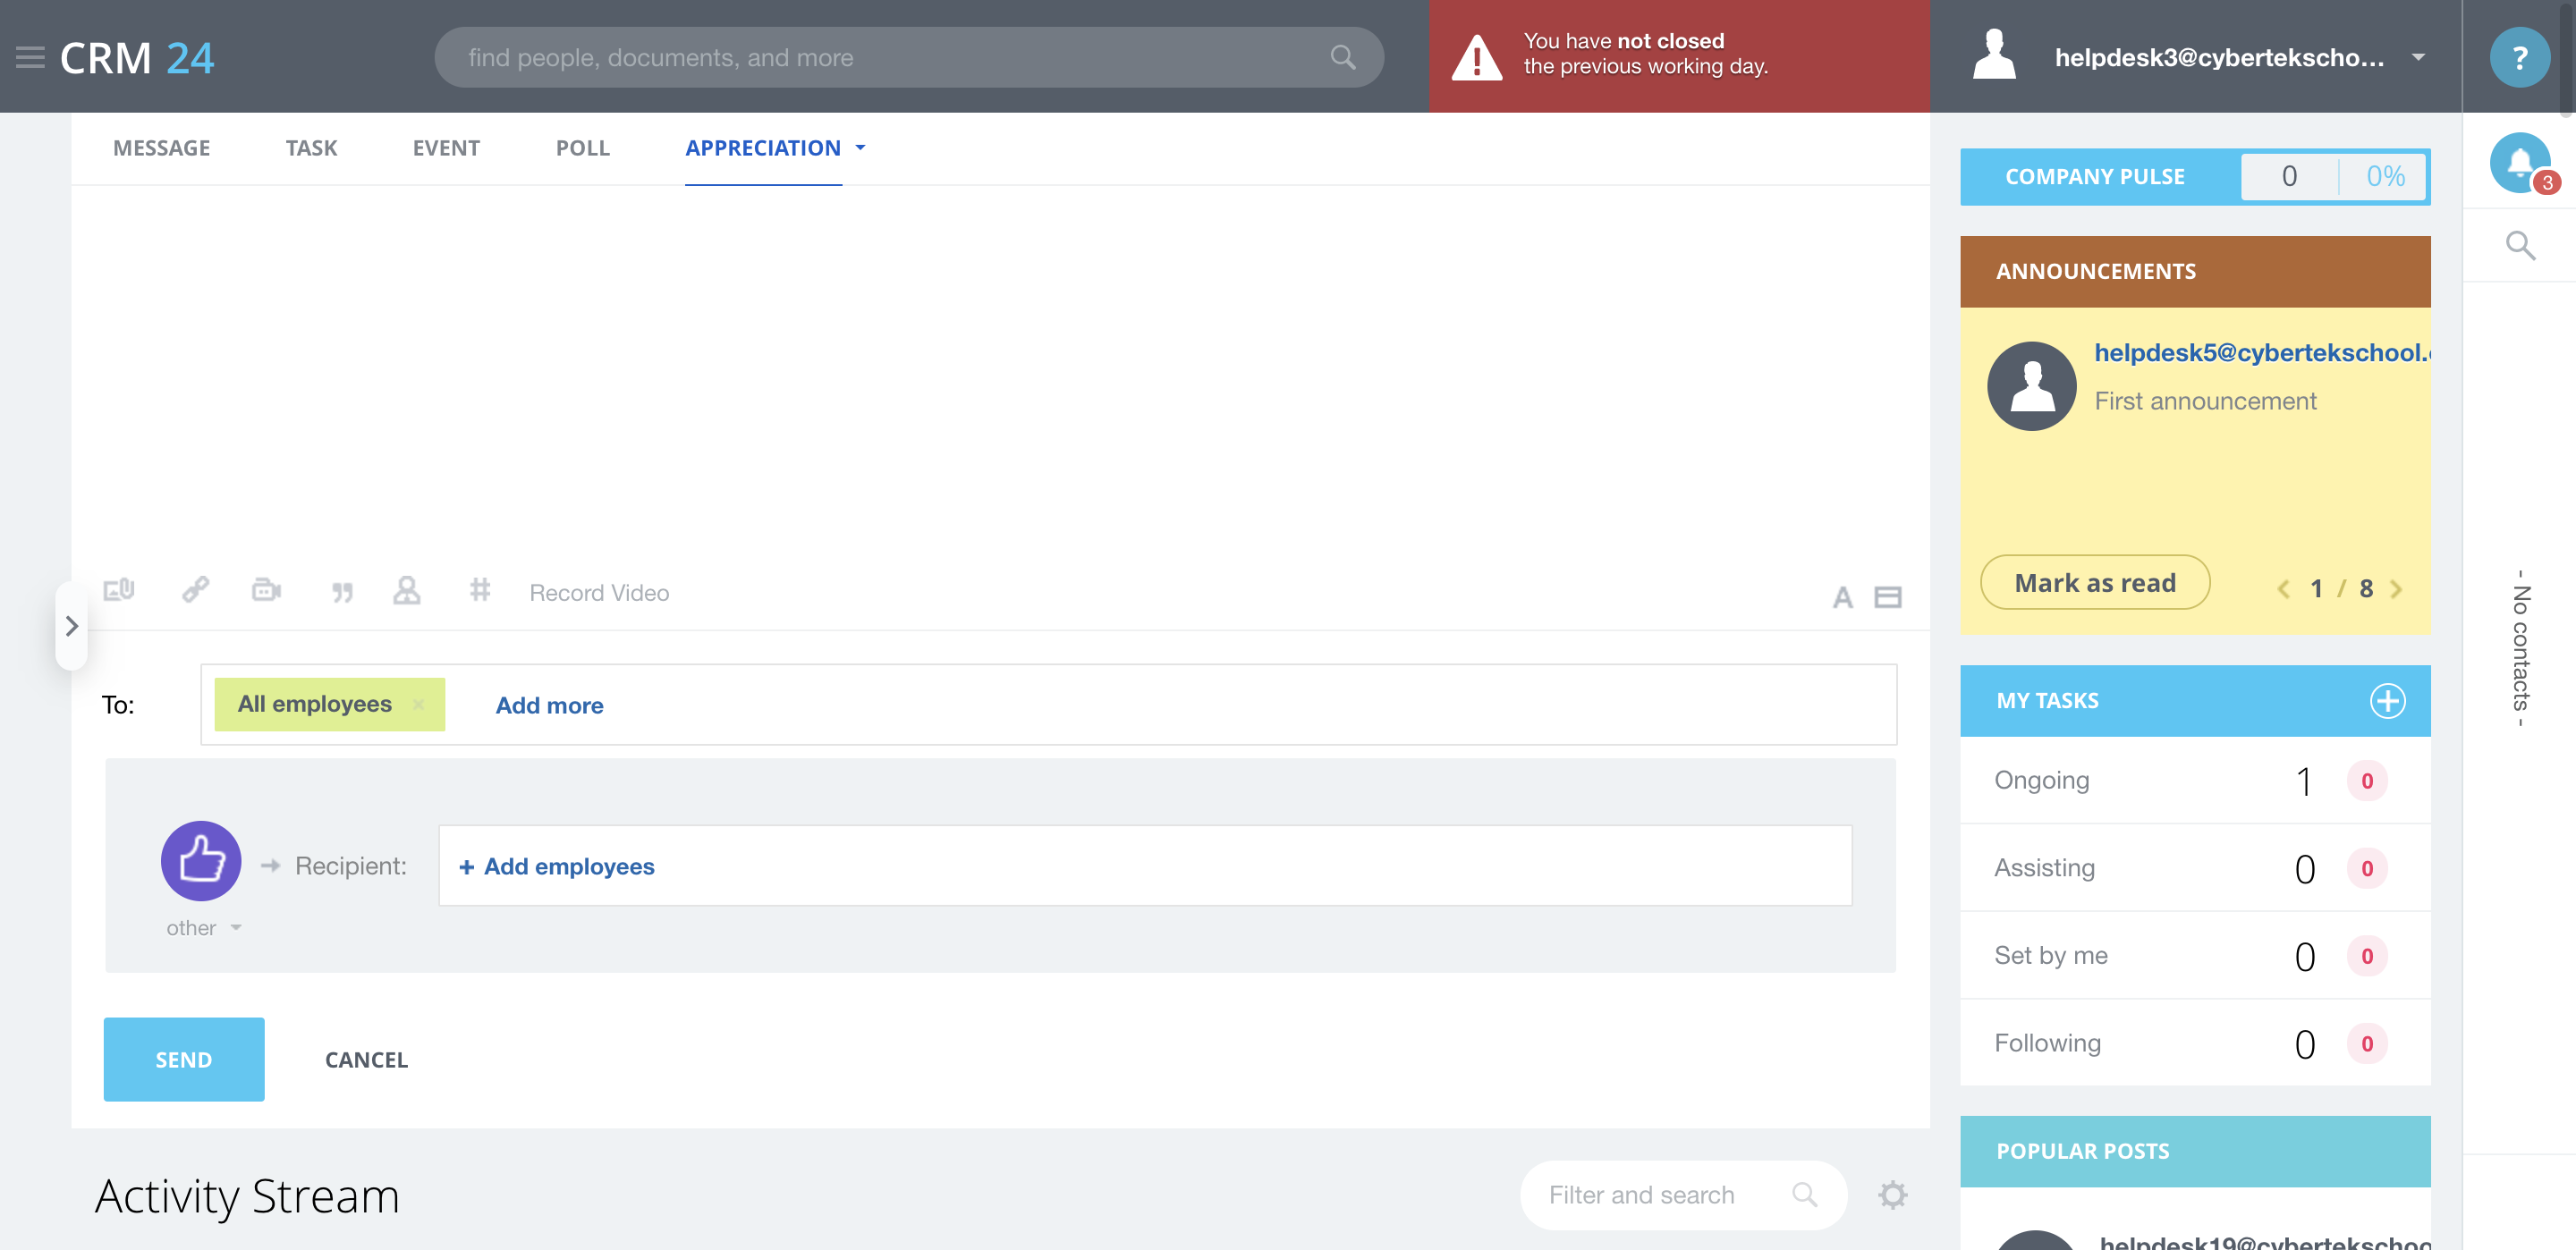 CRM 24
find people, documents, and more
You have not closed
the previous working day.
helpdesk3@cybertekscho...
?
MESSAGE
TASK
EVENT
POLL
APPRECIATION
Record Video
A
To:
All employees ×
Add more
Recipient:
+ Add employees
other
SEND
CANCEL
Activity Stream
Filter and search
COMPANY PULSE
0
0%
ANNOUNCEMENTS
helpdesk5@cybertekschool.
First announcement
Mark as read
1 / 8
MY TASKS
Ongoing 1 0
Assisting 0 0
Set by me 0 0
Following 0 0
POPULAR POSTS
helpdesk19@cybertekschoo
3
- No contacts -